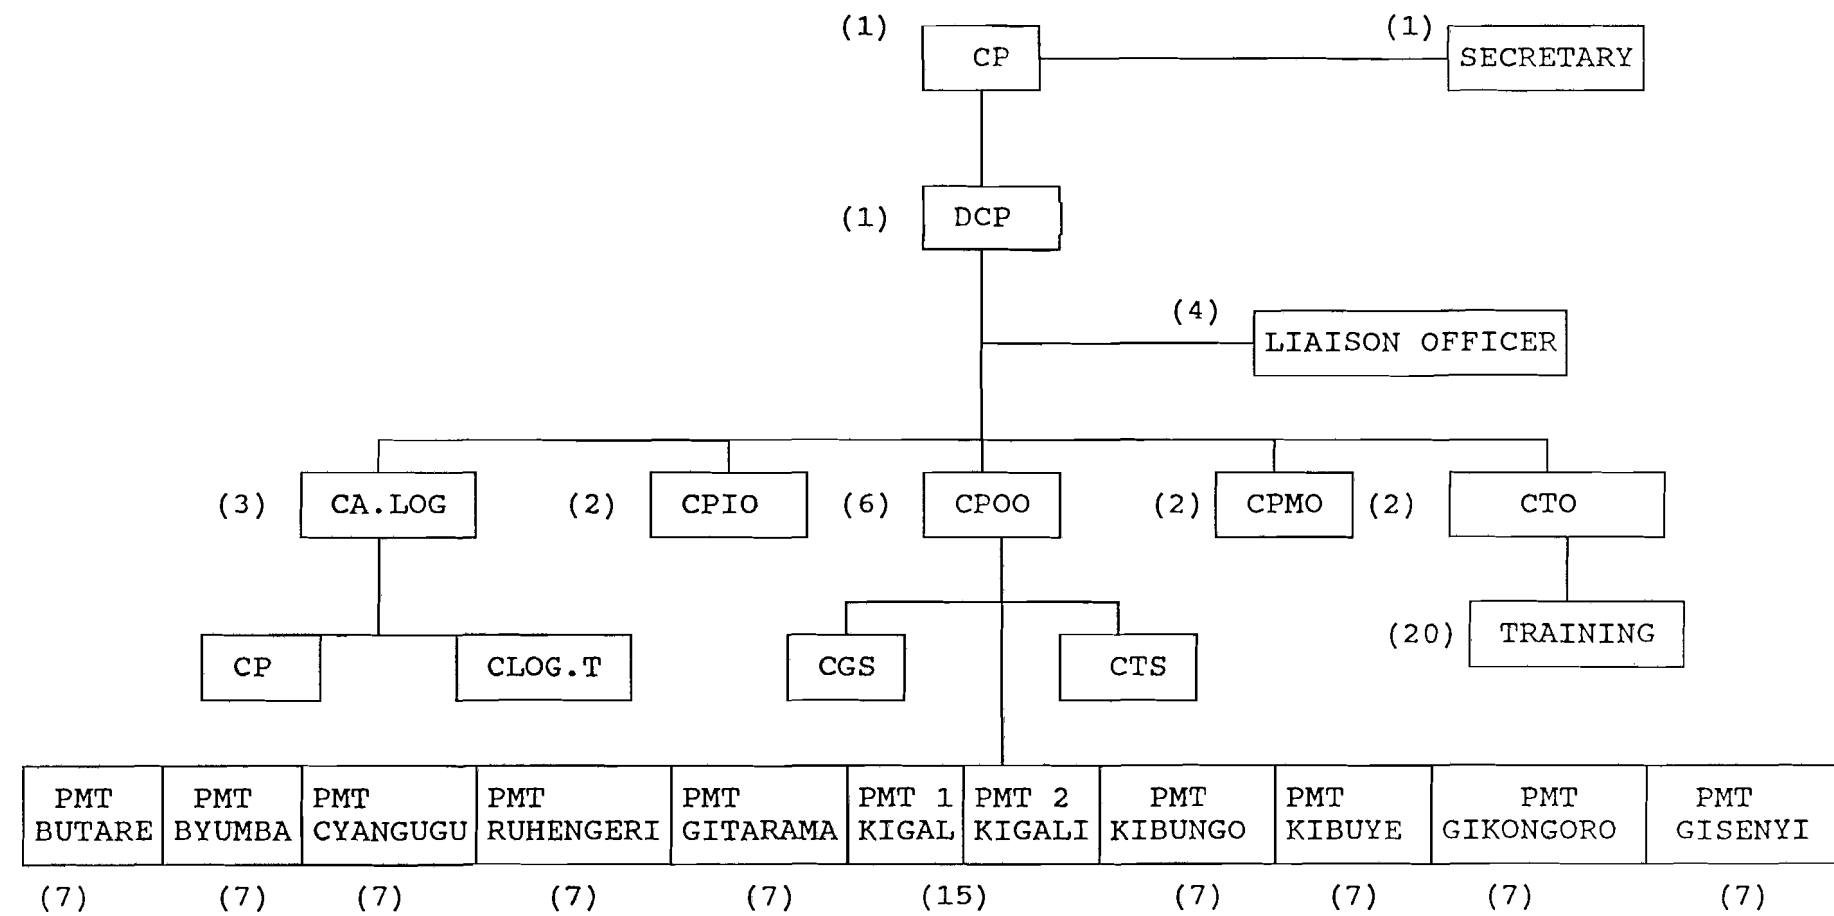 (1) CP (1) SECRETARY
(1) DCP
(4) LIAISON OFFICER
(3) CA.LOG (2) CPIO (6) CPOO (2) CPMO (2) CTO
(20) TRAINING
CP CLOG.T CGS CTS
PMT PMT PMT PMT PMT PMT 1 PMT 2 PMT PMT PMT PMT
BUTARE BYUMBA CYANGUGU RUHENGERI GITARAMA KIGAL KIGALI KIBUNGO KIBUYE GIKONGORO GISENYI
(7) (7) (7) (7) (7) (15) (7) (7) (7) (7)